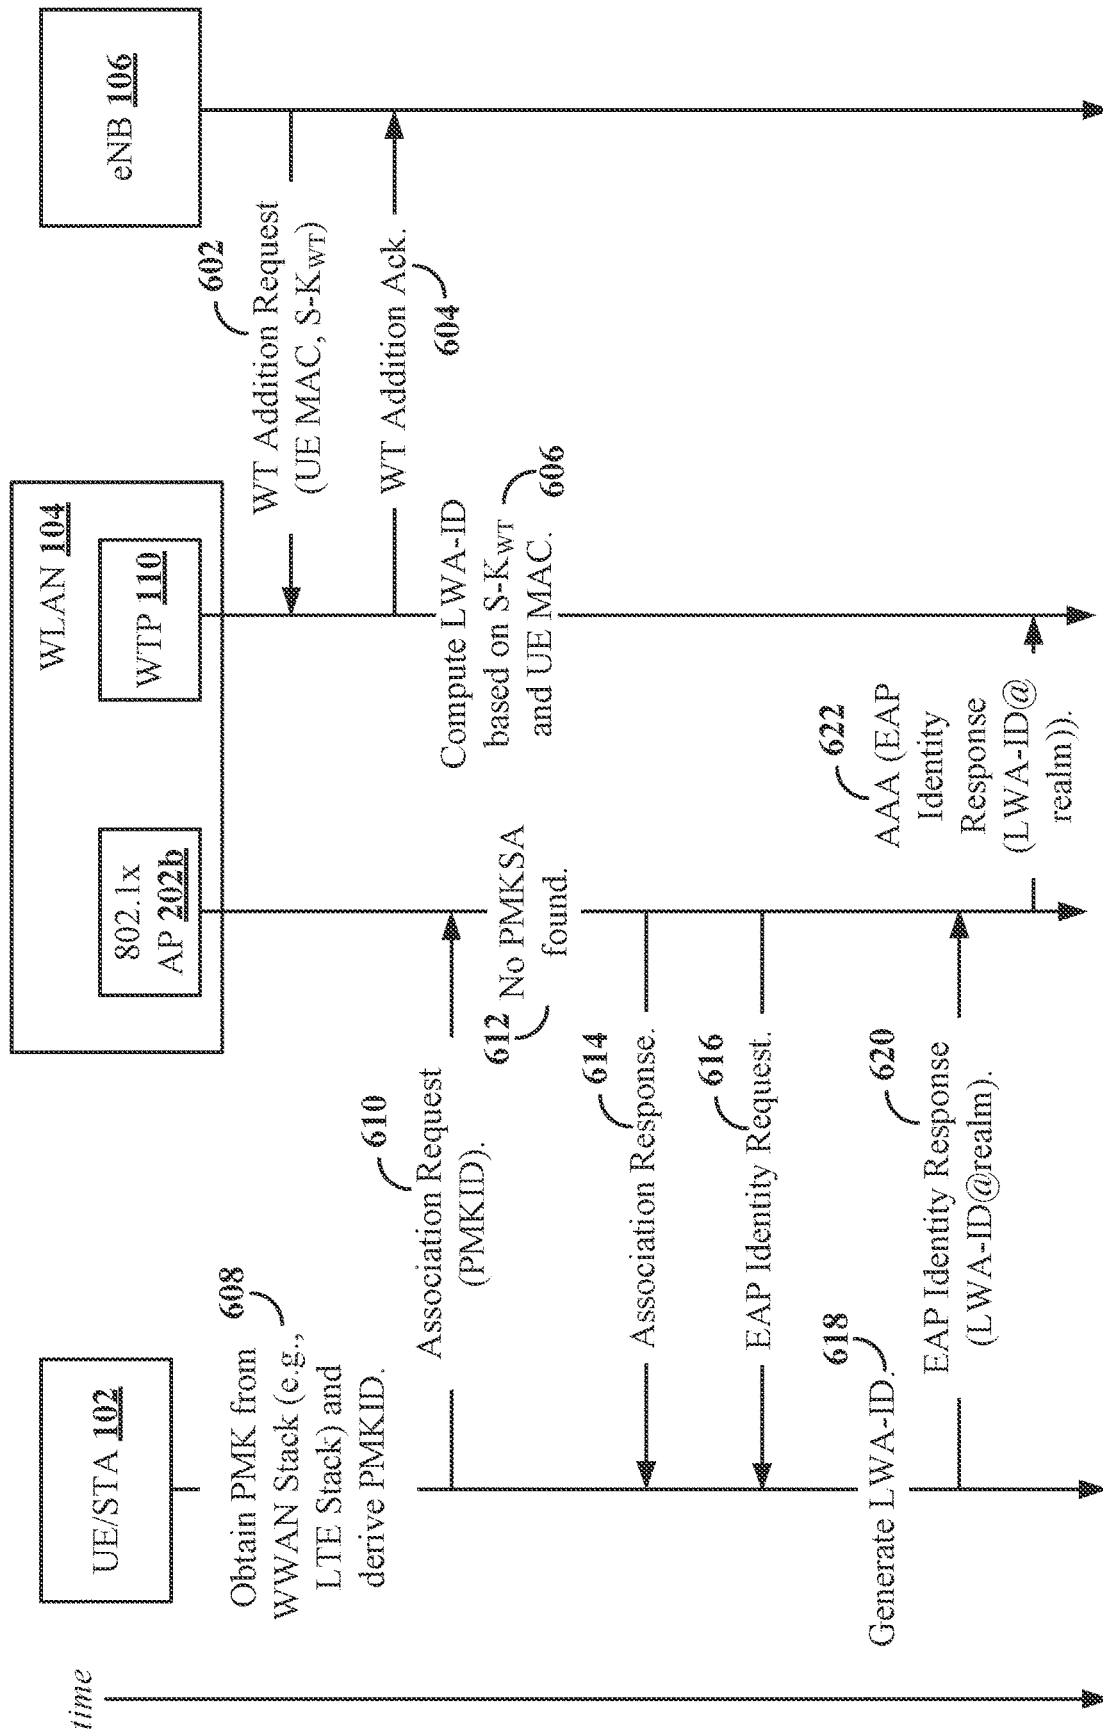 time
UE/STA 102
WLAN 104
802.1x
AP 202b
WTP 110
eNB 106
602
WT Addition Request
(UE MAC, S-KWT)
WT Addition Ack.
604
Compute LWA-ID
based on S-KWT
and UE MAC.
606
608
Obtain PMK from
WWAN Stack (e.g.,
LTE Stack) and
derive PMKID.
610
Association Request
(PMKID).
612
No PMKSA
found.
614
Association Response.
616
EAP Identity Request.
618
Generate LWA-ID.
620
EAP Identity Response
(LWA-ID@realm).
622
AAA (EAP
Identity
Response
(LWA-ID@
realm)).